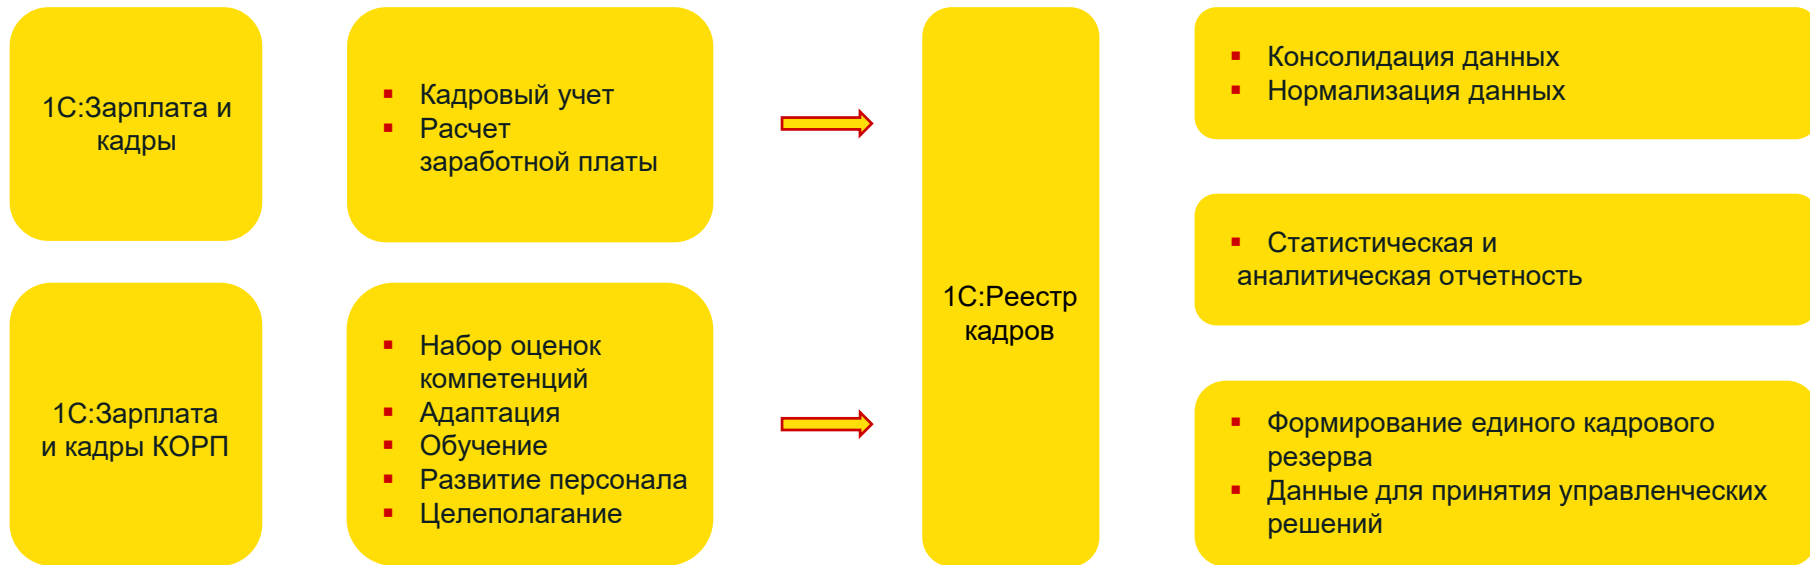 1С:Зарплата и
кадры
Кадровый учет
Расчет
заработной платы
1С:Зарплата
и кадры КОРП
Набор оценок
компетенций
Адаптация
Обучение
Развитие персонала
Целеполагание
1С:Реестр
кадров
Консолидация данных
Нормализация данных
Статистическая и
аналитическая отчетность
Формирование единого кадрового
резерва
Данные для принятия управленческих
решений